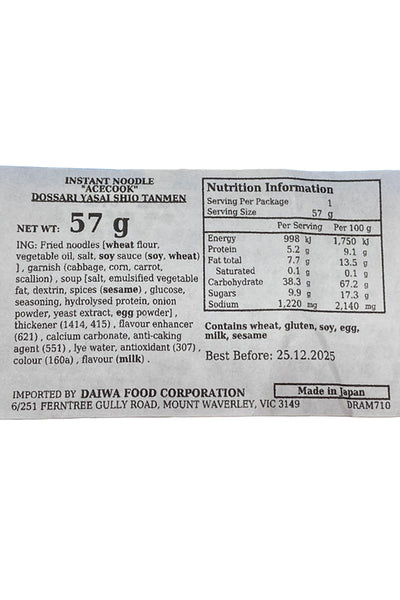 INSTANT NOODLE
"ACECOOK"
DOSSARI YASAI SHIO TANMEN
NET WT: 57 g
ING: Fried noodles [wheat flour,
vegetable oil, salt, soy sauce (soy, wheat)
], garnish (cabbage, corn, carrot,
scallion) , soup [salt, emulsified vegetable
fat, dextrin, spices (sesame) , glucose,
seasoning, hydrolysed protein, onion
powder, yeast extract, egg powder] ,
thickener (1414, 415) , flavour enhancer
(621) , calcium carbonate, anti-caking
agent (551) , lye water, antioxidant (307) ,
colour (160a) , flavour (milk) .
Nutrition Information
Serving Per Package 1
Serving Size 57 g
Per Serving Per 100 g
Energy 998 kJ 1,750 kJ
Protein 5.2 g 9.1 g
Fat total 7.7 g 13.5 g
Saturated 0.1 g 0.1 g
Carbohydrate 38.3 g 67.2 g
Sugars 9.9 g 17.3 g
Sodium 1,220 mg 2,140 mg
Contains wheat, gluten, soy, egg,
milk, sesame
Best Before: 25.12.2025
IMPORTED BY DAIWA FOOD CORPORATION Made in Japan
6/251 FERNTREE GULLY ROAD, MOUNT WAVERLEY, VIC 3149 DRAM710